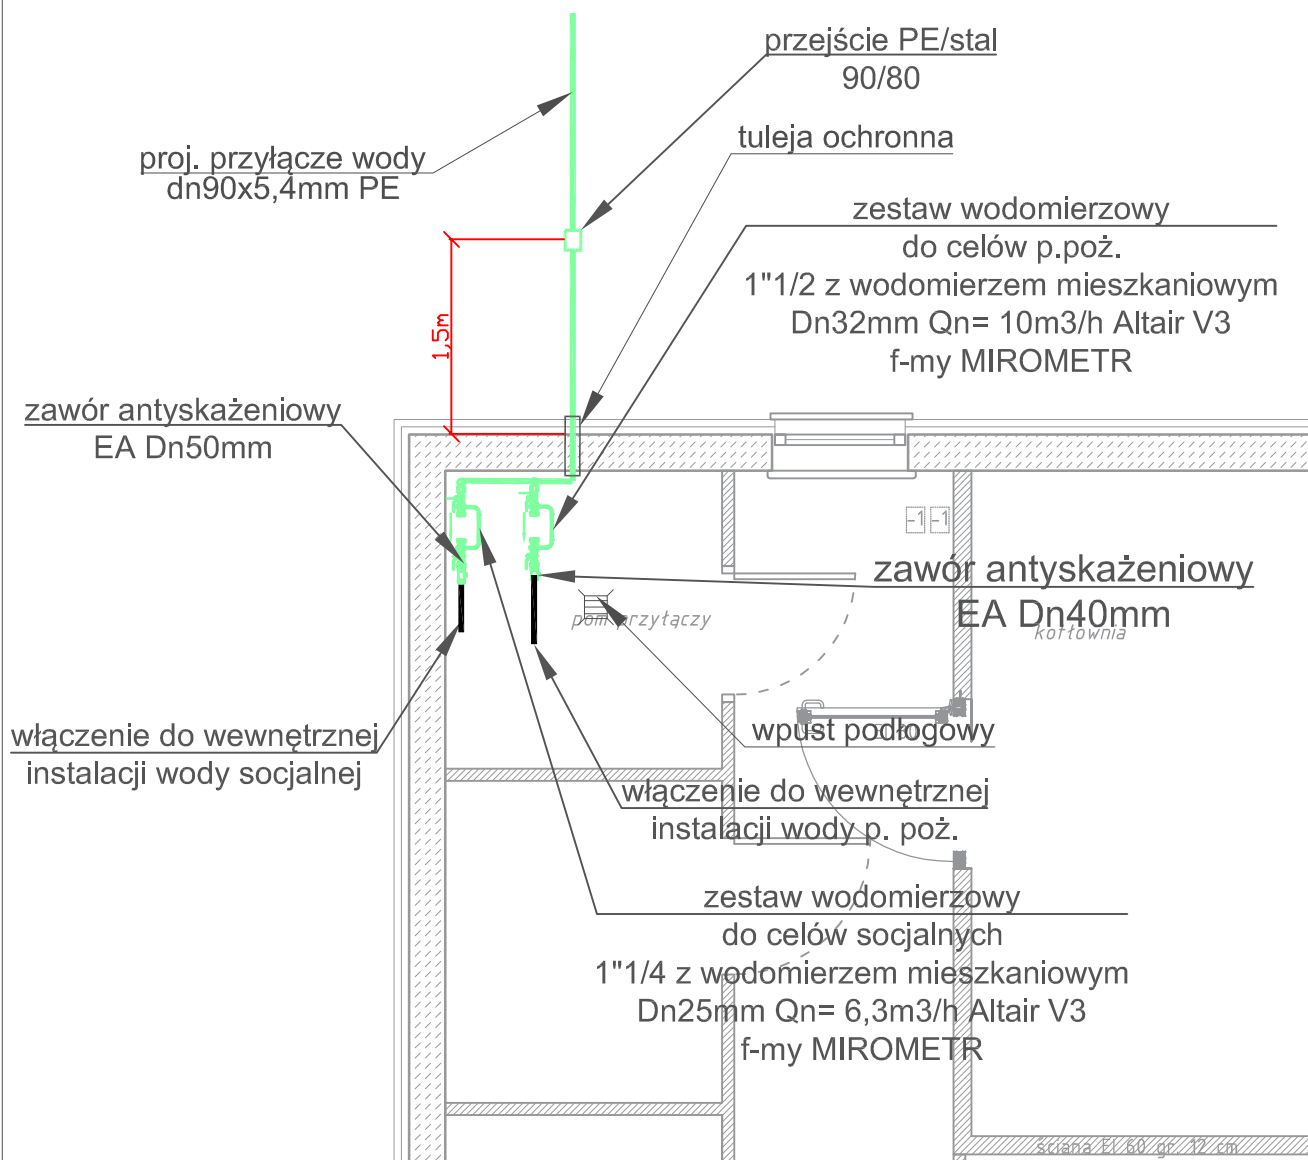 przejście PE/stal
90/80
tuleja ochronna
proj. przyłącze wody
dn90x5,4mm PE
zestaw wodomierzowy
do celów p.poż.
1"1/2 z wodomierzem mieszkaniowym
Dn32mm Qn= 10m3/h Altair V3
f-my MIROMETR
1,5m
zawór antyskażeniowy
EA Dn50mm
-1 -1
zawór antyskażeniowy
EA Dn40mm
pom przyłączy
kotłownia
włączenie do wewnętrznej
instalacji wody socjalnej
wpust podłogowy
włączenie do wewnętrznej
instalacji wody p. poż.
zestaw wodomierzowy
do celów socjalnych
1"1/4 z wodomierzem mieszkaniowym
Dn25mm Qn= 6,3m3/h Altair V3
f-my MIROMETR
ściana EI 60 gr. 12 cm